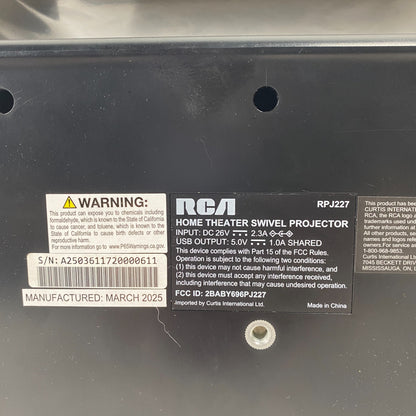 WARNING:
This product can expose you to chemicals including
formaldehyde, which is known to the State of California
to cause cancer, and toluene, which is known to the
State of California to cause birth defects or other
reproductive harm.
For more information, go to www.P65Warnings.ca.gov.
S/N: A2503611720000611
MANUFACTURED: MARCH 2025
RCA RPJ227
HOME THEATER SWIVEL PROJECTOR
INPUT: DC 26V 2.3A
USB OUTPUT: 5.0V 1.0A SHARED
This device complies with Part 15 of the FCC Rules.
Operation is subject to the following two conditions:
(1) this device may not cause harmful interference, and
(2) this device must accept any interference received,
including interference that may cause undesired operation.
FCC ID: 2BABY696PJ227
Imported by Curtis International Ltd. Made in China
This product has been
CURTIS INTERNATIONAL
RCA, the RCA logo
trademarks used under
All other products, se
names and logos
owners. For service
further information
1-800-968-9853
Curtis International Ltd.
7045 BECKETT DRIVE
MISSISSAUGA, ON,